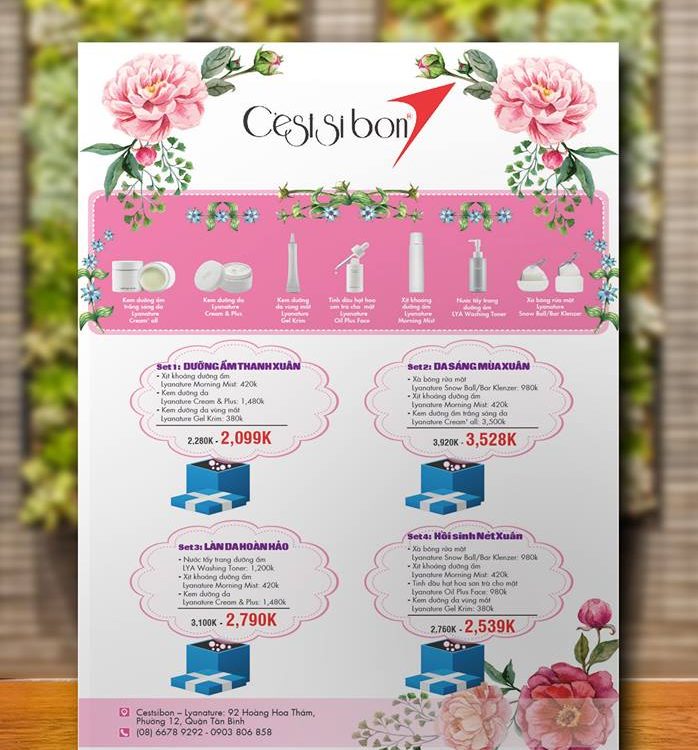 C'est si bon®
Kem dưỡng ẩm
trắng sáng da
Lyanature
Cream⁺ all
Kem dưỡng da
Lyanature
Cream & Plus
Kem dưỡng
da vùng mắt
Lyanature
Gel Krim
Tinh dầu hạt hoa
sơn trà cho mặt
Lyanature
Oil Plus Face
Xịt khoáng
dưỡng ẩm
Lyanature
Morning Mist
Nước tẩy trang
dưỡng ẩm
LYA Washing Toner
Xà bông rửa mặt
Lyanature
Snow Ball/Bar Klenzer
Set 1: DƯỠNG ẨM THANH XUÂN
• Xịt khoáng dưỡng ẩm
Lyanature Morning Mist: 420k
• Kem dưỡng da
Lyanature Cream & Plus: 1,480k
• Kem dưỡng da vùng mắt
Lyanature Gel Krim: 380k
2,280K - 2,099K
Set2: DA SÁNG MÙA XUÂN
• Xà bông rửa mặt
Lyanature Snow Ball/Bar Klenzer: 980k
• Xịt khoáng dưỡng ẩm
Lyanature Morning Mist: 420k
• Kem dưỡng ẩm trắng sáng da
Lyanature Cream⁺ all: 3,500k
3,920K - 3,528K
Set3: LÀN DA HOÀN HẢO
• Nước tẩy trang dưỡng ẩm
LYA Washing Toner: 1,200k
• Xịt khoáng dưỡng ẩm
Lyanature Morning Mist: 420k
• Kem dưỡng da
Lyanature Cream & Plus: 1,480k
3,100K - 2,790K
Set4: Hồi sinh Nét Xuân
• Xà bông rửa mặt
Lyanature Snow Ball/Bar Klenzer: 980k
• Xịt khoáng dưỡng ẩm
Lyanature Morning Mist: 420k
• Tinh dầu hạt hoa sơn trà cho mặt
Lyanature Oil Plus Face: 980k
• Kem dưỡng da vùng mắt
Lyanature Gel Krim: 380k
2,760K - 2,539K
Cestsibon – Lyanature: 92 Hoàng Hoa Thám,
Phường 12, Quận Tân Bình
(08) 6678 9292 - 0903 806 858